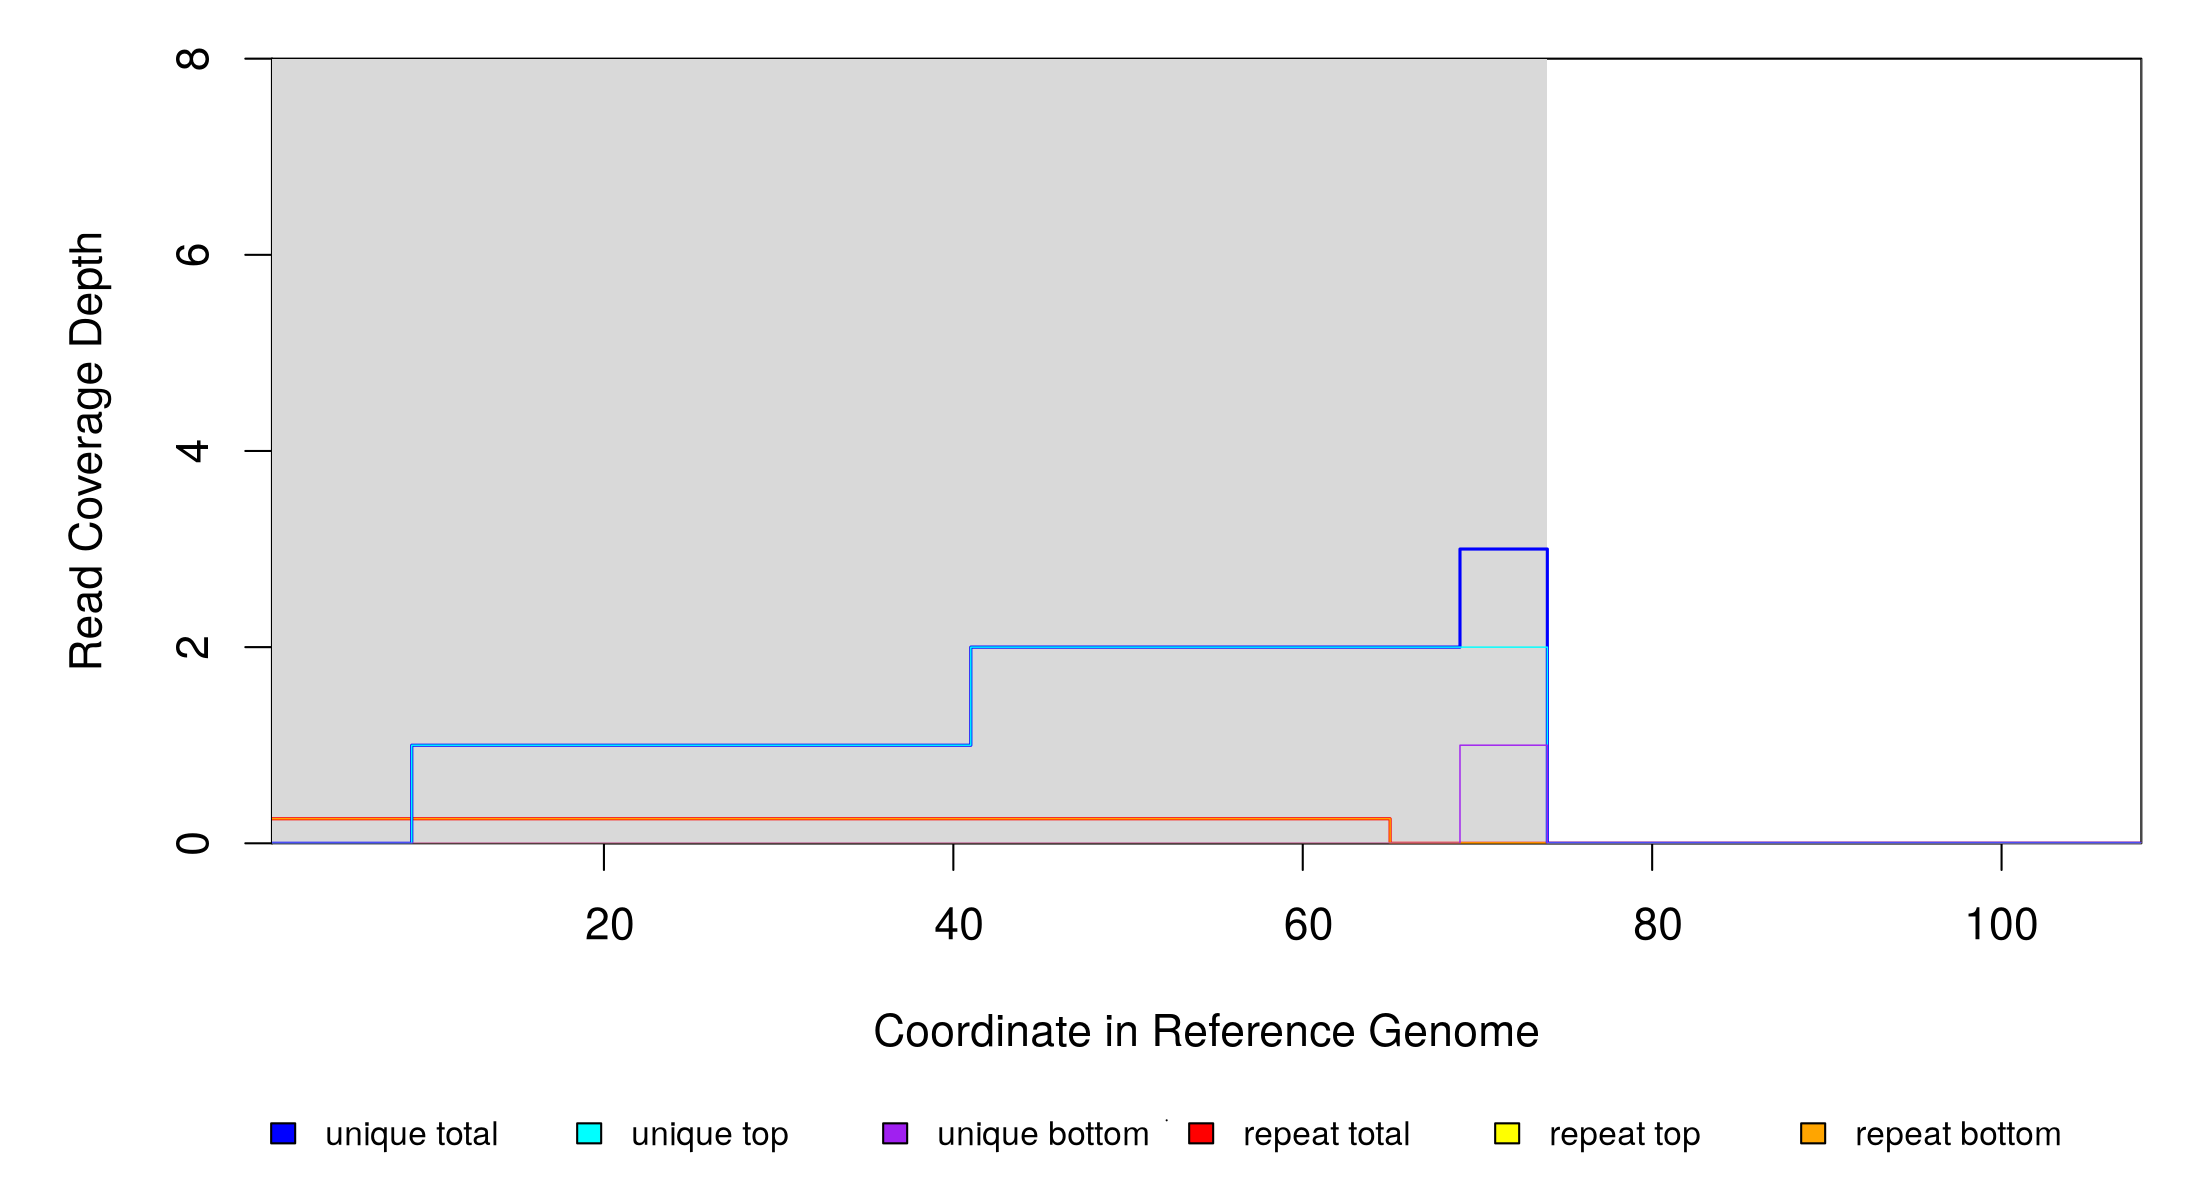 8
6
4
2
0
Read Coverage Depth
20 40 60 80 100
Coordinate in Reference Genome
unique total unique top unique bottom repeat total repeat top repeat bottom